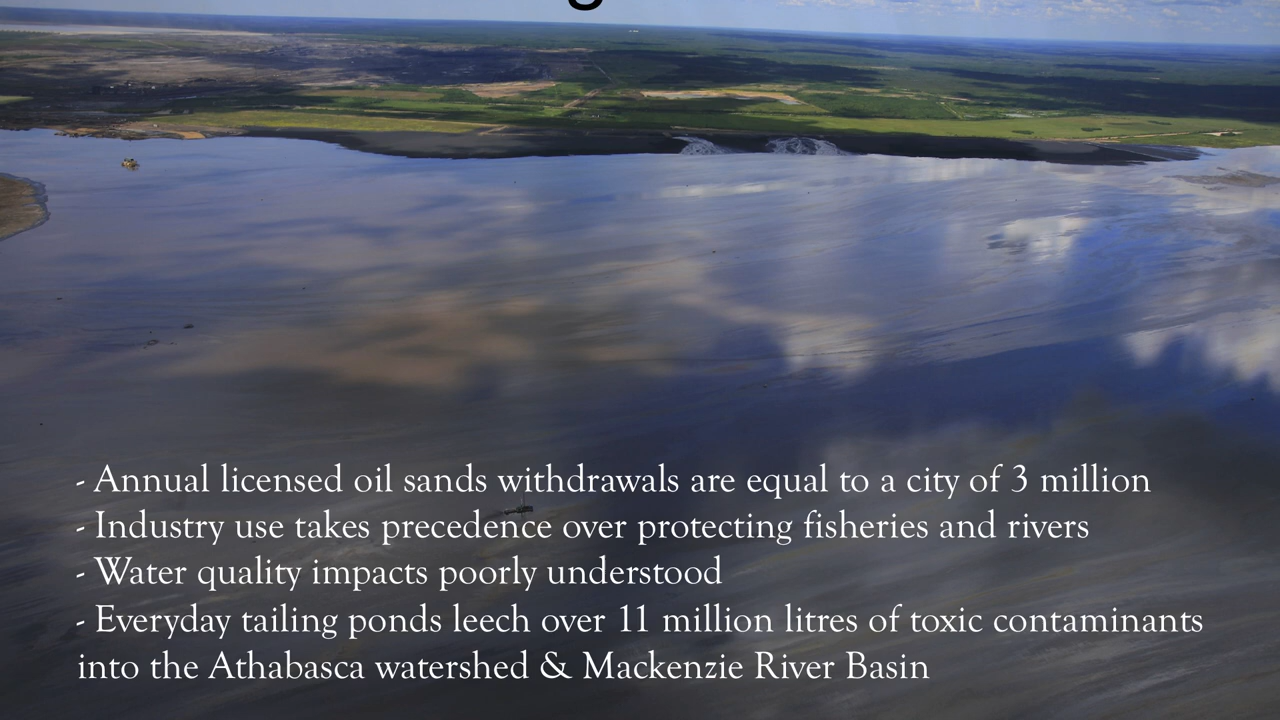 - Annual licensed oil sands withdrawals are equal to a city of 3 million
- Industry use takes precedence over protecting fisheries and rivers
- Water quality impacts poorly understood
- Everyday tailing ponds leech over 11 million litres of toxic contaminants
into the Athabasca watershed & Mackenzie River Basin